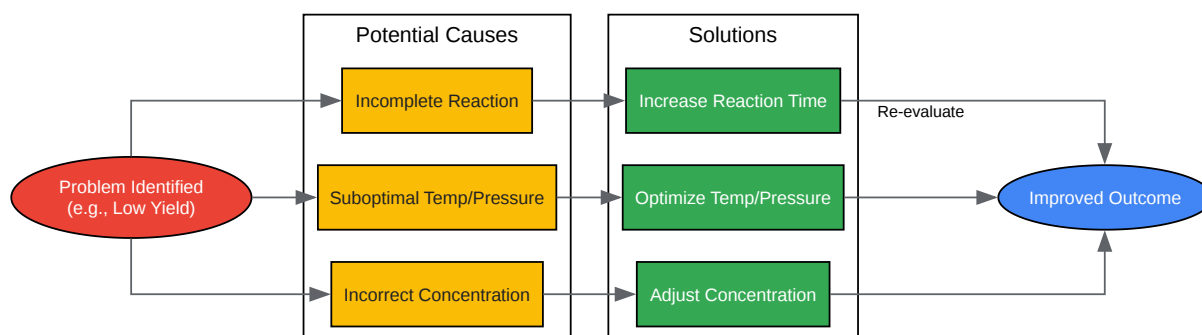 Potential Causes
Solutions
Incomplete Reaction
Increase Reaction Time
Re-evaluate
Problem Identified
(e.g., Low Yield)
Suboptimal Temp/Pressure
Optimize Temp/Pressure
Improved Outcome
Incorrect Concentration
Adjust Concentration